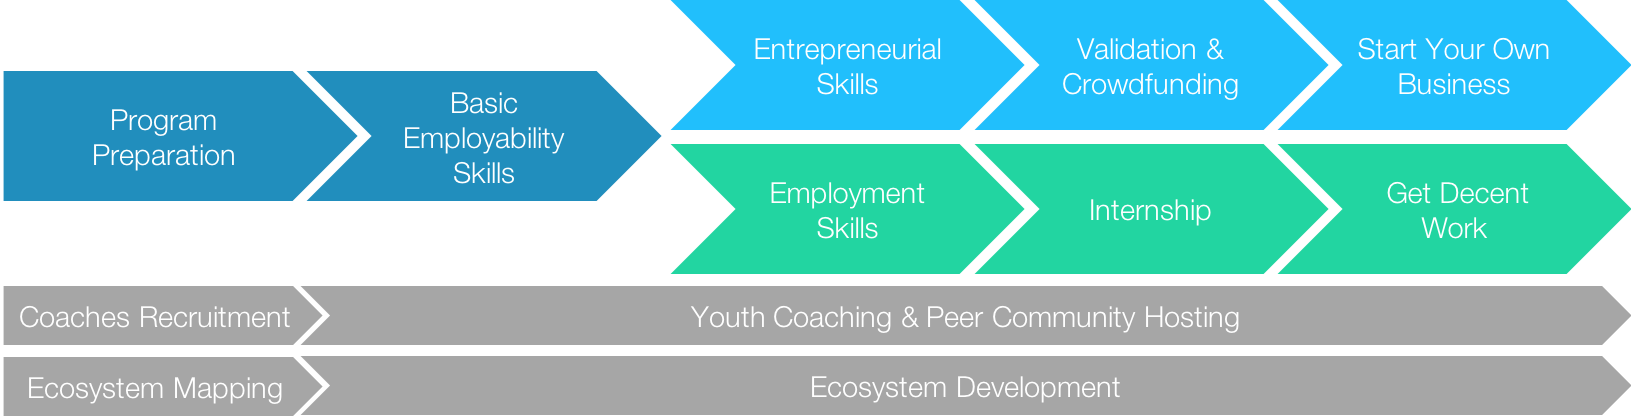 Program
Preparation
Basic
Employability
Skills
Entrepreneurial
Skills
Validation &
Crowdfunding
Start Your Own
Business
Employment
Skills
Internship
Get Decent
Work
Coaches Recruitment
Youth Coaching & Peer Community Hosting
Ecosystem Mapping
Ecosystem Development